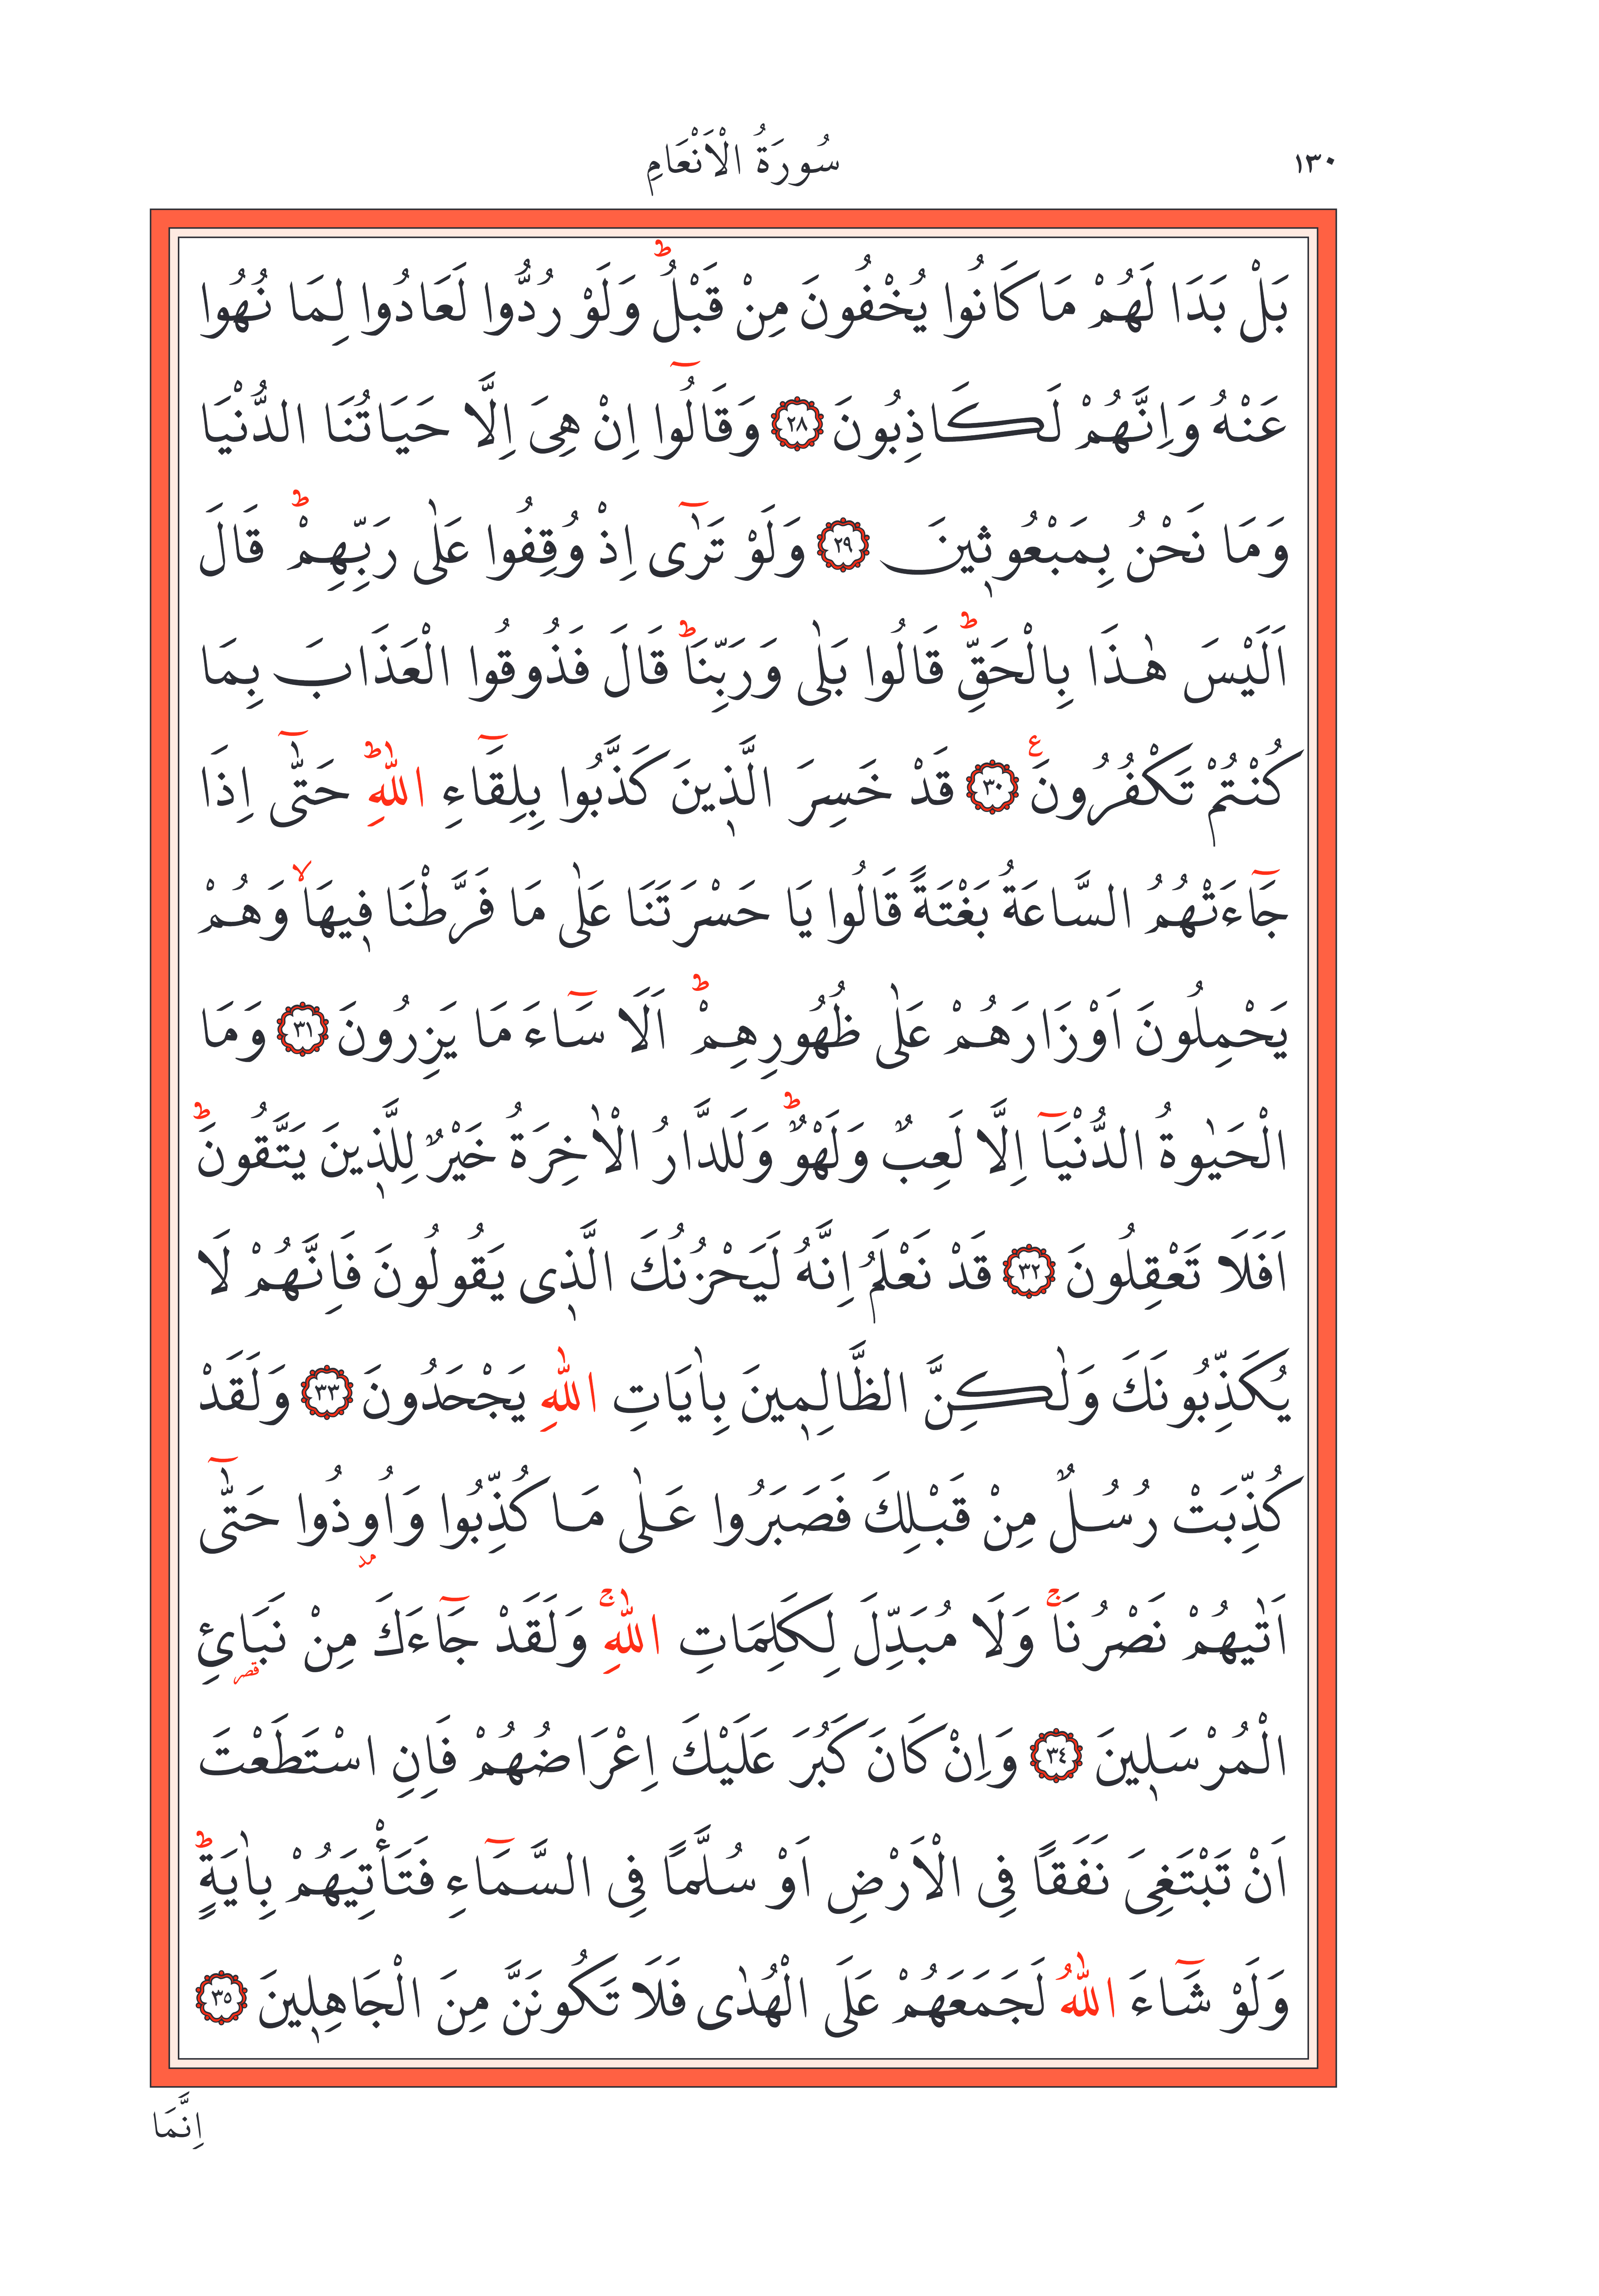 ١٣٠
سُورَةُ الْاَنْعَامِ
بَلْ بَدَا لَهُمْ مَا كَانُوا يُخْفُونَ مِنْ قَبْلُۜ وَلَوْ رُدُّوا لَعَادُوا لِمَا نُهُوا
عَنْهُ وَاِنَّهُمْ لَكَاذِبُونَ ﴿٢٨﴾ وَقَالُٓوا اِنْ هِيَ اِلَّا حَيَاتُنَا الدُّنْيَا
وَمَا نَحْنُ بِمَبْعُوث۪ينَ ﴿٢٩﴾ وَلَوْ تَرٰٓى اِذْ وُقِفُوا عَلٰى رَبِّهِمْۜ قَالَ
اَلَيْسَ هٰذَا بِالْحَقِّۜ قَالُوا بَلٰى وَرَبِّنَاۜ قَالَ فَذُوقُوا الْعَذَابَ بِمَا
كُنْتُمْ تَكْفُرُونَ۟ ﴿٣٠﴾ قَدْ خَسِرَ الَّذ۪ينَ كَذَّبُوا بِلِقَٓاءِ اللّٰهِۜ حَتّٰٓى اِذَا
جَٓاءَتْهُمُ السَّاعَةُ بَغْتَةً قَالُوا يَا حَسْرَتَنَا عَلٰى مَا فَرَّطْنَا ف۪يهَاۙ وَهُمْ
يَحْمِلُونَ اَوْزَارَهُمْ عَلٰى ظُهُورِهِمْۜ اَلَا سَٓاءَ مَا يَزِرُونَ ﴿٣١﴾ وَمَا
الْحَيٰوةُ الدُّنْيَٓا اِلَّا لَعِبٌ وَلَهْوٌۜ وَلَلدَّارُ الْاٰخِرَةُ خَيْرٌ لِلَّذ۪ينَ يَتَّقُونَۜ
اَفَلَا تَعْقِلُونَ ﴿٣٢﴾ قَدْ نَعْلَمُ اِنَّهُ لَيَحْزُنُكَ الَّذ۪ي يَقُولُونَ فَاِنَّهُمْ لَا
يُكَذِّبُونَكَ وَلٰكِنَّ الظَّالِم۪ينَ بِاٰيَاتِ اللّٰهِ يَجْحَدُونَ ﴿٣٣﴾ وَلَقَدْ
كُذِّبَتْ رُسُلٌ مِنْ قَبْلِكَ فَصَبَرُوا عَلٰى مَا كُذِّبُوا وَاُوذُوا حَتّٰٓى
مد
اَتٰيهُمْ نَصْرُنَاۚ وَلَا مُبَدِّلَ لِكَلِمَاتِ اللّٰهِۚ وَلَقَدْ جَٓاءَكَ مِنْ نَبَائِ
قصر
الْمُرْسَل۪ينَ ﴿٣٤﴾ وَاِنْ كَانَ كَبُرَ عَلَيْكَ اِعْرَاضُهُمْ فَاِنِ اسْتَطَعْتَ
اَنْ تَبْتَغِيَ نَفَقًا فِي الْاَرْضِ اَوْ سُلَّمًا فِي السَّمَٓاءِ فَتَأْتِيَهُمْ بِاٰيَةٍۜ
وَلَوْ شَٓاءَ اللّٰهُ لَجَمَعَهُمْ عَلَى الْهُدٰى فَلَا تَكُونَنَّ مِنَ الْجَاهِل۪ينَ ﴿٣٥﴾
اِنَّمَا